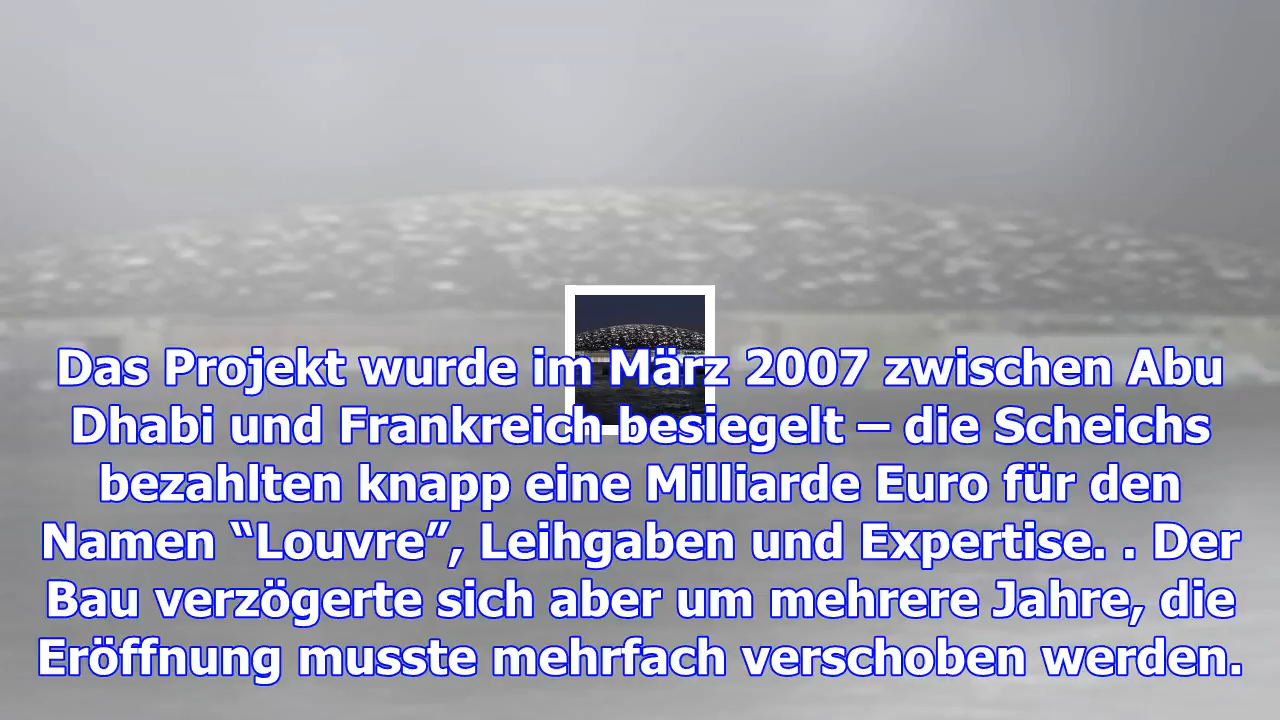 Das Projekt wurde im März 2007 zwischen Abu
Dhabi und Frankreich besiegelt – die Scheichs
bezahlten knapp eine Milliarde Euro für den
Namen “Louvre”, Leihgaben und Expertise. . Der
Bau verzögerte sich aber um mehrere Jahre, die
Eröffnung musste mehrfach verschoben werden.